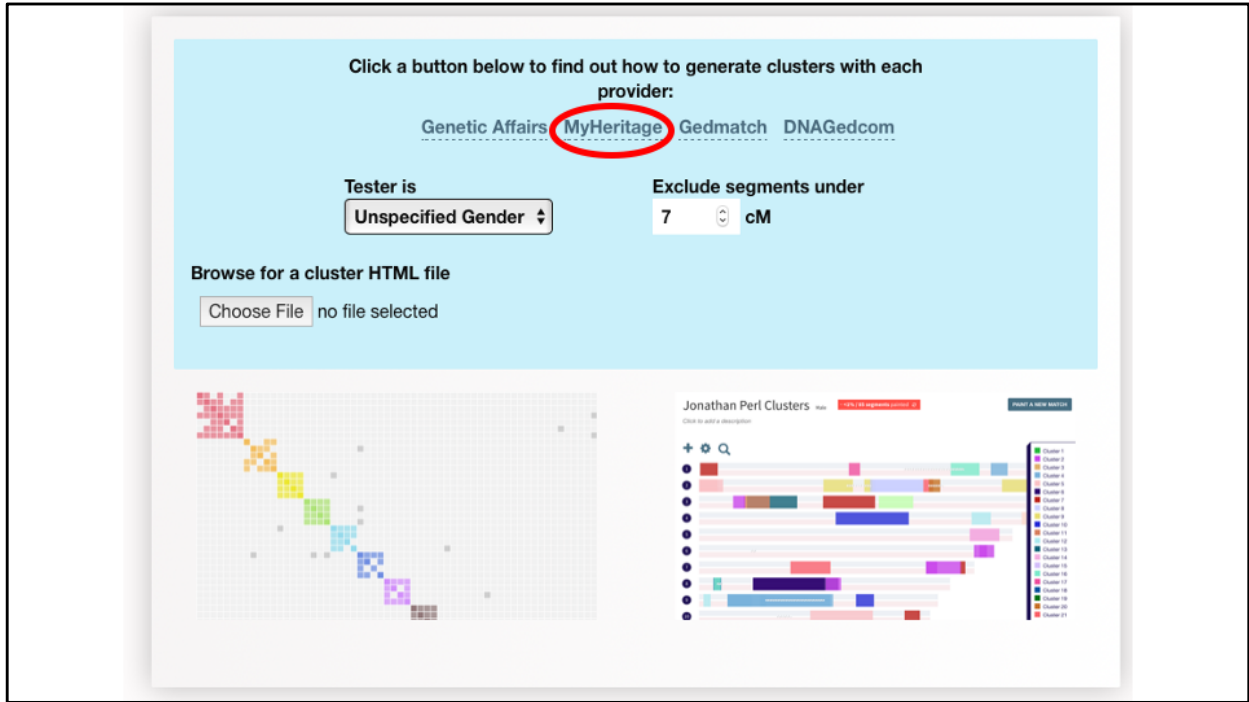 Click a button below to find out how to generate clusters with each
provider:
Genetic Affairs MyHeritage Gedmatch DNAGedcom
Tester is
Exclude segments under
Unspecified Gender
7 cM
Browse for a cluster HTML file
Choose File no file selected
Jonathan Perl Clusters
Male
PAINT A NEW MATCH
Click to add a description
Cluster 1
Cluster 2
Cluster 3
Cluster 4
Cluster 5
Cluster 6
Cluster 7
Cluster 8
Cluster 9
Cluster 10
Cluster 11
Cluster 12
Cluster 13
Cluster 14
Cluster 15
Cluster 16
Cluster 17
Cluster 18
Cluster 19
Cluster 20
Cluster 21